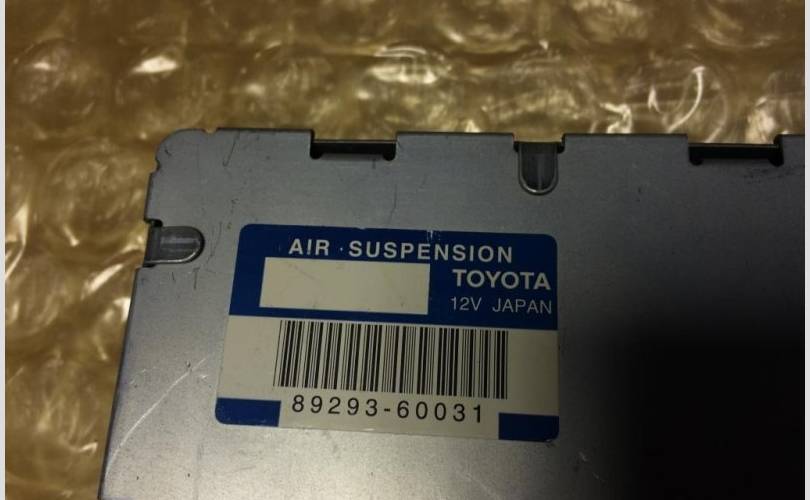 AIR · SUSPENSION
TOYOTA
12V JAPAN
89293-60031